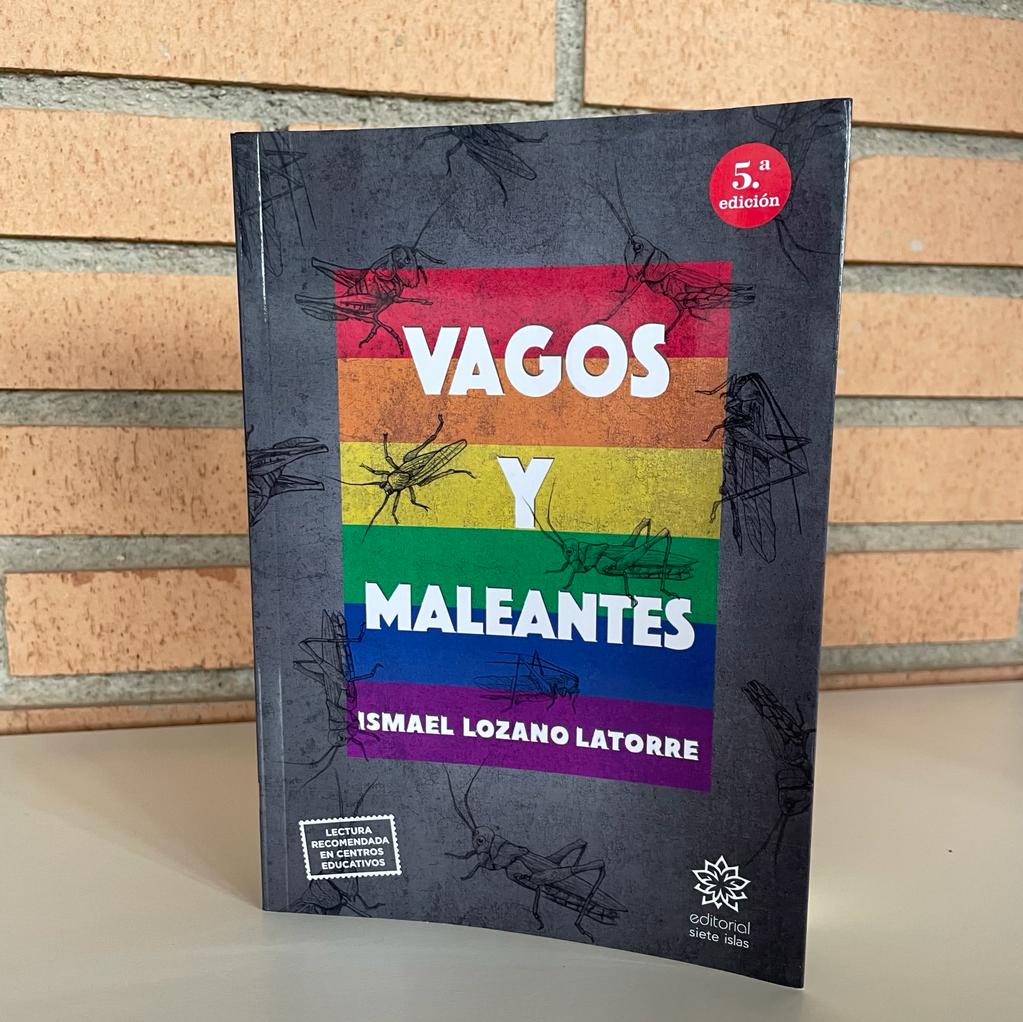 5.ª
edición
VAGOS
Y
MALEANTES
ISMAEL LOZANO LATORRE
LECTURA
RECOMENDADA
EN CENTROS
EDUCATIVOS
editorial
siete islas